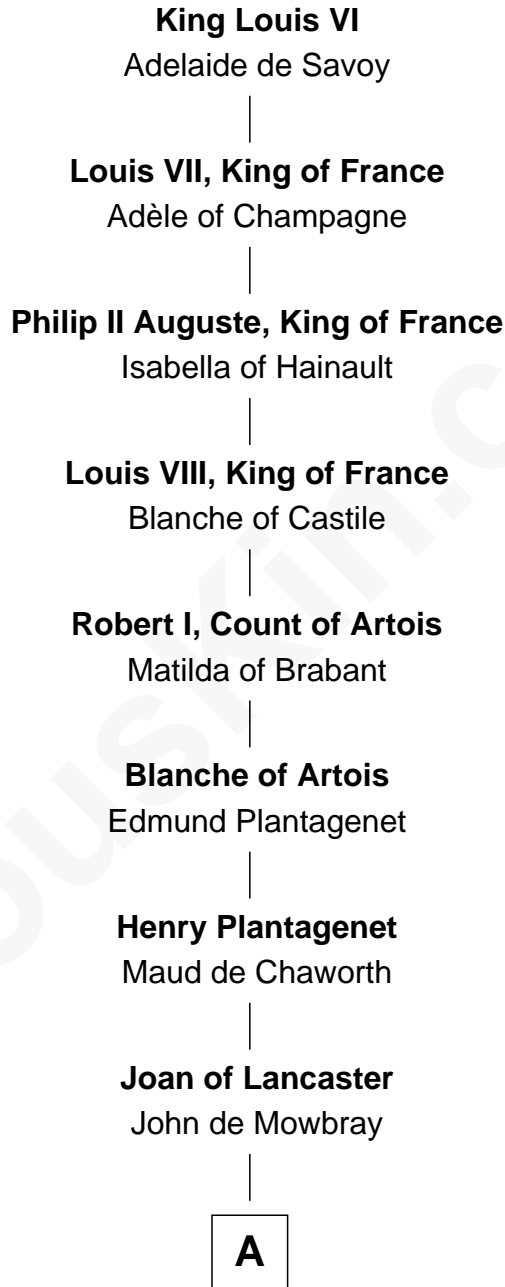 King Louis VI
Adelaide de Savoy
Louis VII, King of France
Adèle of Champagne
Philip II Auguste, King of France
Isabella of Hainault
Louis VIII, King of France
Blanche of Castile
Robert I, Count of Artois
Matilda of Brabant
Blanche of Artois
Edmund Plantagenet
Henry Plantagenet
Maud de Chaworth
Joan of Lancaster
John de Mowbray
A